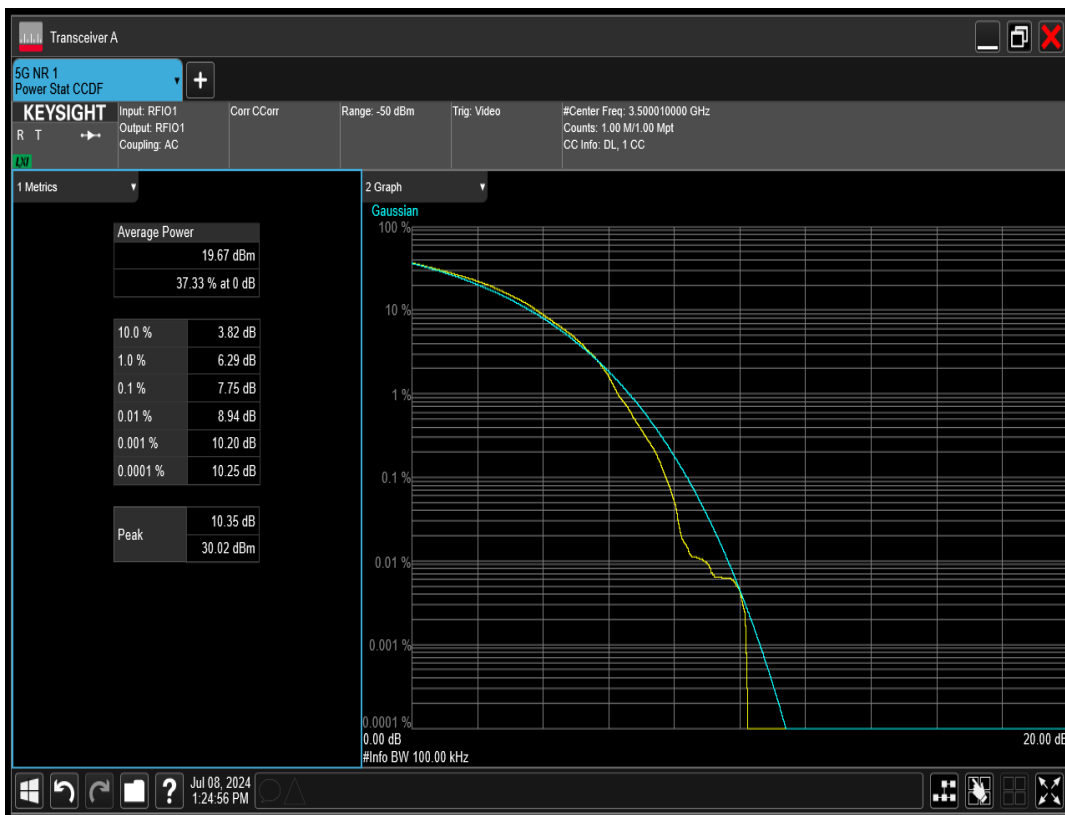 Transceiver A
5G NR 1
Power Stat CCDF
KEYSIGHT
R T
LXI
Input: RFIO1
Output: RFIO1
Coupling: AC
Corr CCorr
Range: -50 dBm
Trig: Video
#Center Freq: 3.500010000 GHz
Counts: 1.00 M/1.00 Mpt
CC Info: DL, 1 CC
1 Metrics
Average Power
19.67 dBm
37.33 % at 0 dB
10.0 % 3.82 dB
1.0 % 6.29 dB
0.1 % 7.75 dB
0.01 % 8.94 dB
0.001 % 10.20 dB
0.0001 % 10.25 dB
Peak
10.35 dB
30.02 dBm
2 Graph
Gaussian
100 %
10 %
1 %
0.1 %
0.01 %
0.001 %
0.0001 %
0.00 dB 20.00 dB
#Info BW 100.00 kHz
?
Jul 08, 2024
1:24:56 PM